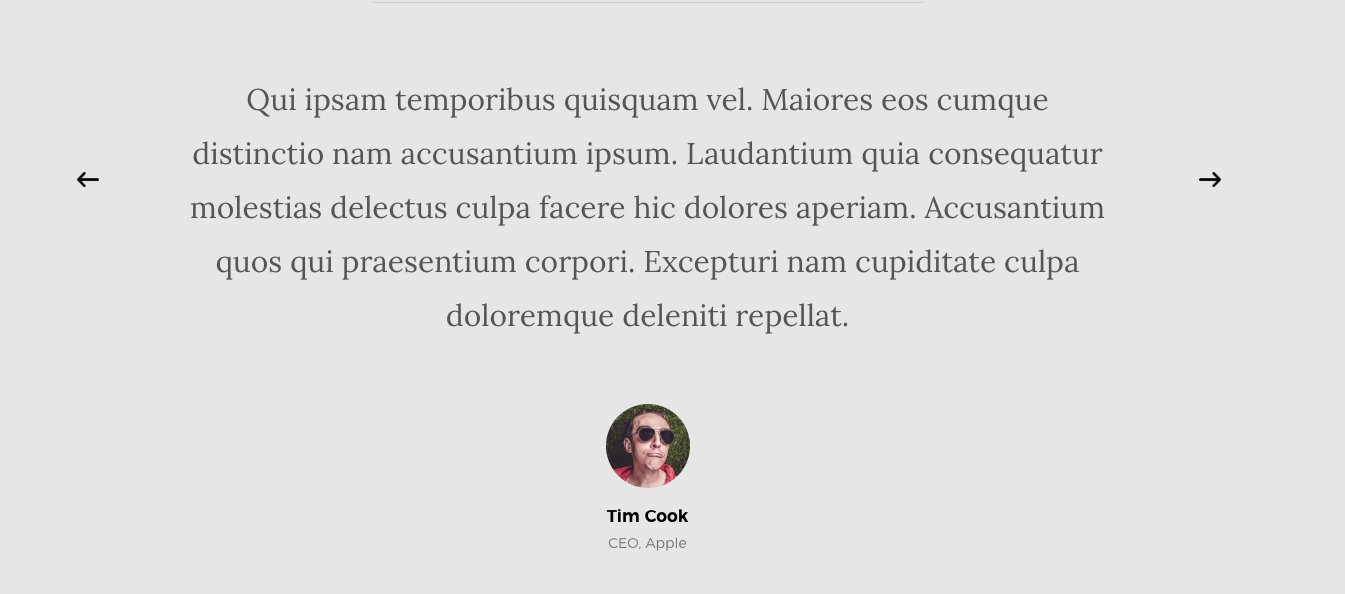 Qui ipsam temporibus quisquam vel. Maiores eos cumque
distinctio nam accusantium ipsum. Laudantium quia consequatur
molestias delectus culpa facere hic dolores aperiam. Accusantium
quos qui praesentium corpori. Excepturi nam cupiditate culpa
doloremque deleniti repellat.
Tim Cook
CEO, Apple